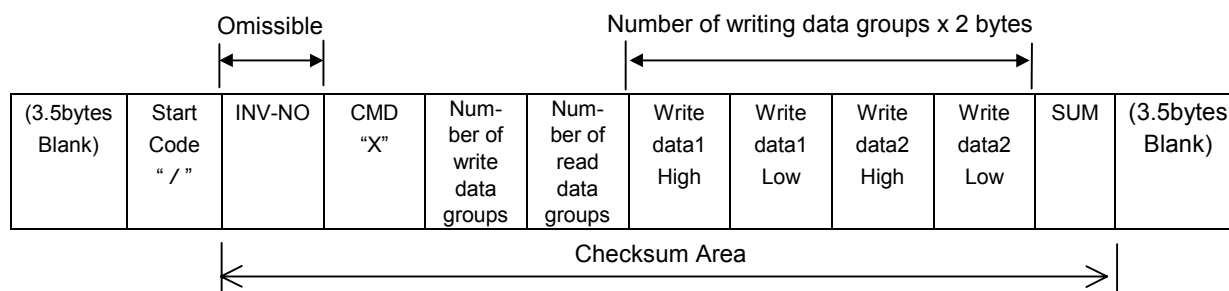 Omissible
Number of writing data groups x 2 bytes
(3.5bytes
Blank)
Start
Code
“ / ”
INV-NO
CMD
“X”
Num-
ber of
write
data
groups
Num-
ber of
read
data
groups
Write
data1
High
Write
data1
Low
Write
data2
High
Write
data2
Low
SUM
(3.5bytes
Blank)
Checksum Area